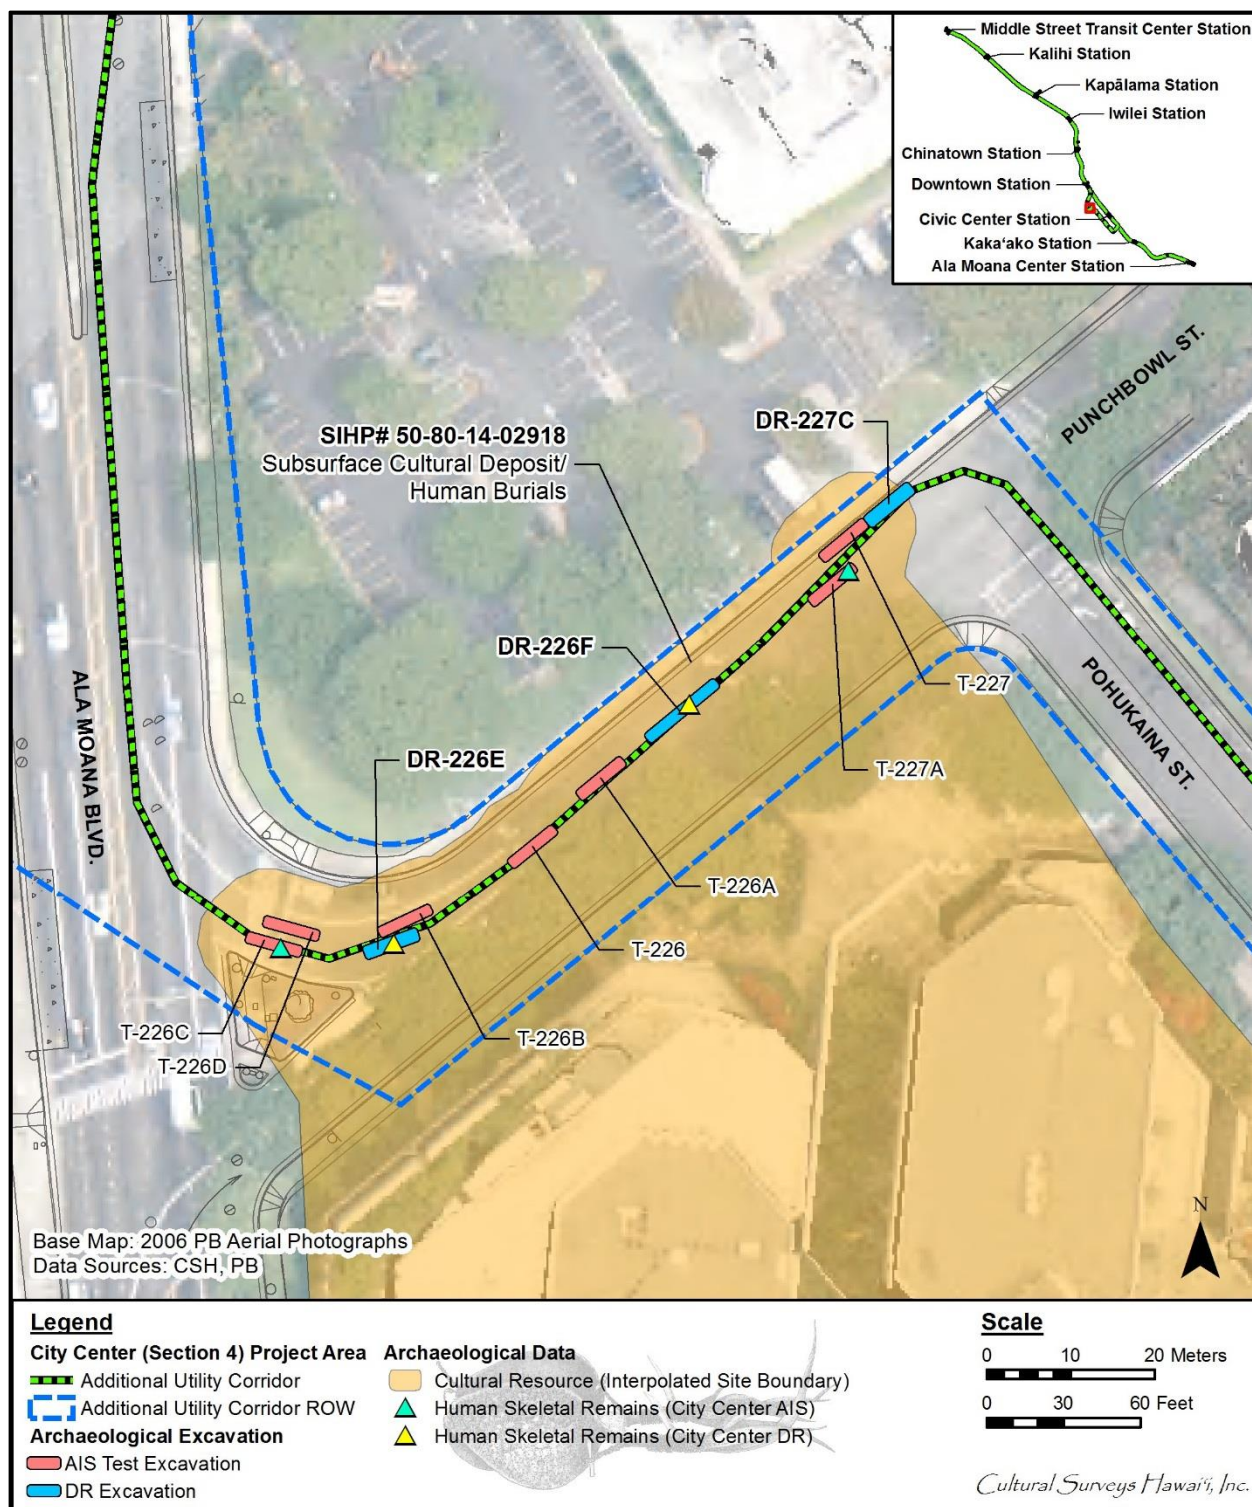 Middle Street Transit Center Station
Kalihi Station
Kapālama Station
Iwilei Station
Chinatown Station
Downtown Station
Civic Center Station
Kakaʻako Station
Ala Moana Center Station
PUNCHBOWL ST.
DR-227C
SIHP# 50-80-14-02918
Subsurface Cultural Deposit/
Human Burials
DR-226F
T-227
POHUKAINA ST.
ALA MOANA BLVD.
DR-226E
T-227A
T-226A
T-226
T-226C
T-226B
T-226D
N
Base Map: 2006 PB Aerial Photographs
Data Sources: CSH, PB
Legend
City Center (Section 4) Project Area
Additional Utility Corridor
Additional Utility Corridor ROW
Archaeological Excavation
AIS Test Excavation
DR Excavation
Archaeological Data
Cultural Resource (Interpolated Site Boundary)
Human Skeletal Remains (City Center AIS)
Human Skeletal Remains (City Center DR)
Scale
0 10 20 Meters
0 30 60 Feet
Cultural Surveys Hawaiʻi, Inc.